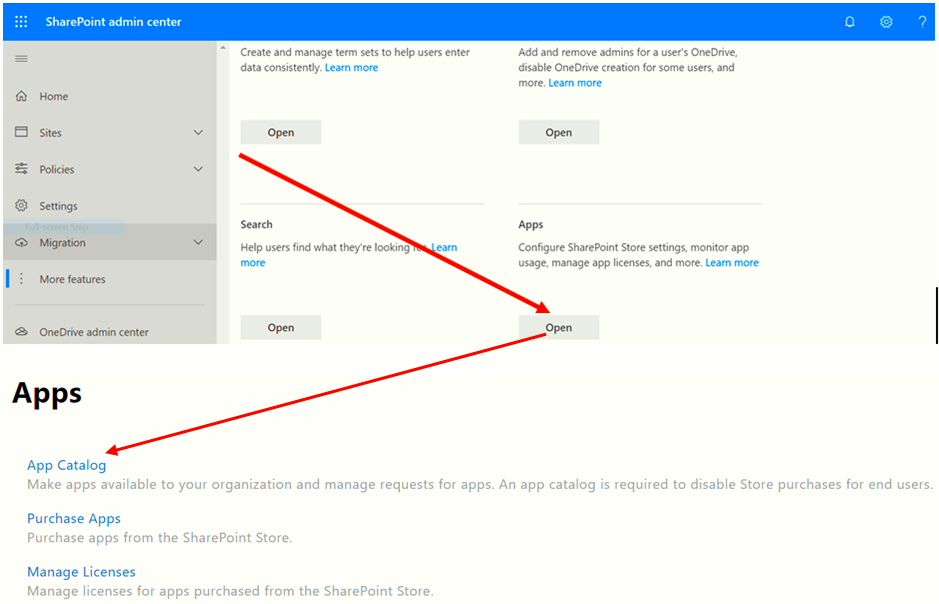 SharePoint admin center
?
Home
Sites
Policies
Settings
Full-screen Snip
Migration
More features
OneDrive admin center
Create and manage term sets to help users enter
data consistently. Learn more
Open
Add and remove admins for a user's OneDrive,
disable OneDrive creation for some users, and
more. Learn more
Open
Search
Help users find what they're looking for. Learn
more
Open
Apps
Configure SharePoint Store settings, monitor app
usage, manage app licenses, and more. Learn more
Open
Apps
App Catalog
Make apps available to your organization and manage requests for apps. An app catalog is required to disable Store purchases for end users.
Purchase Apps
Purchase apps from the SharePoint Store.
Manage Licenses
Manage licenses for apps purchased from the SharePoint Store.